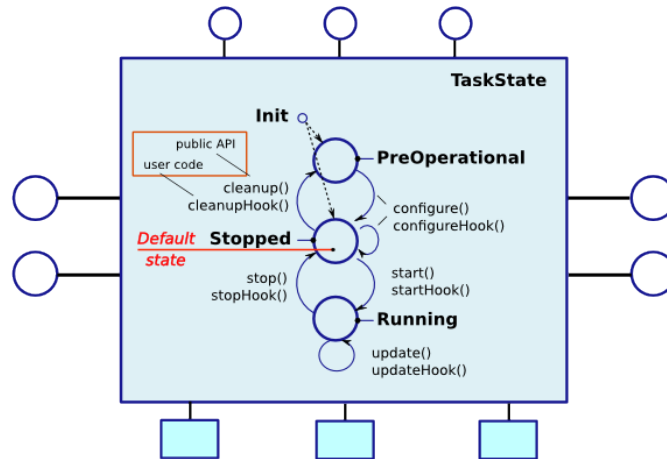 TaskState
Init
public API
user code
PreOperational
cleanup()
cleanupHook()
configure()
configureHook()
Default
state
Stopped
stop()
stopHook()
start()
startHook()
Running
update()
updateHook()